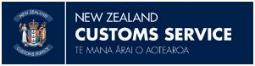 NEW ZEALAND
CUSTOMS SERVICE
TE MANA ĀRAI O AOTEAROA